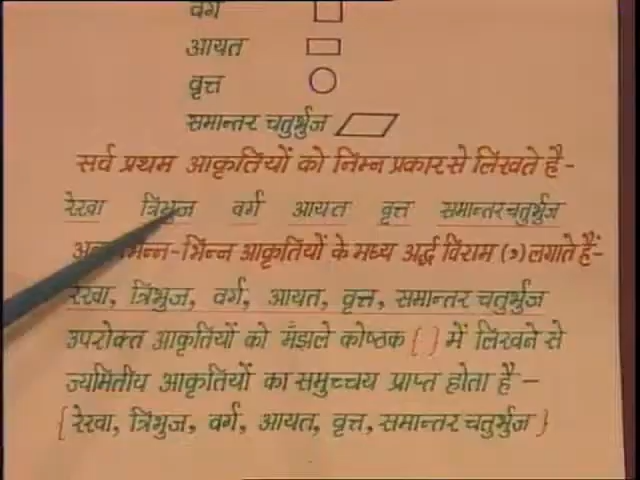 वर्ग
आयत
वृत्त
समान्तर चतुर्भुज
सर्व प्रथम आकृतियों को निम्न प्रकार से लिखते है-
रेखा त्रिभुज वर्ग आयत वृत्त समान्तर चतुर्भुज
भिन्न-भिन्न आकृतियों के मध्य अर्द्ध विराम (,) लगाते हैं-
रेखा, त्रिभुज, वर्ग, आयत, वृत्त, समान्तर चतुर्भुज
उपरोक्त आकृतियों को मँझले कोष्ठक { } में लिखने से
ज्यमितीय आकृतियों का समुच्चय प्राप्त होता है -
{ रेखा, त्रिभुज, वर्ग, आयत, वृत्त, समान्तर चतुर्भुज }